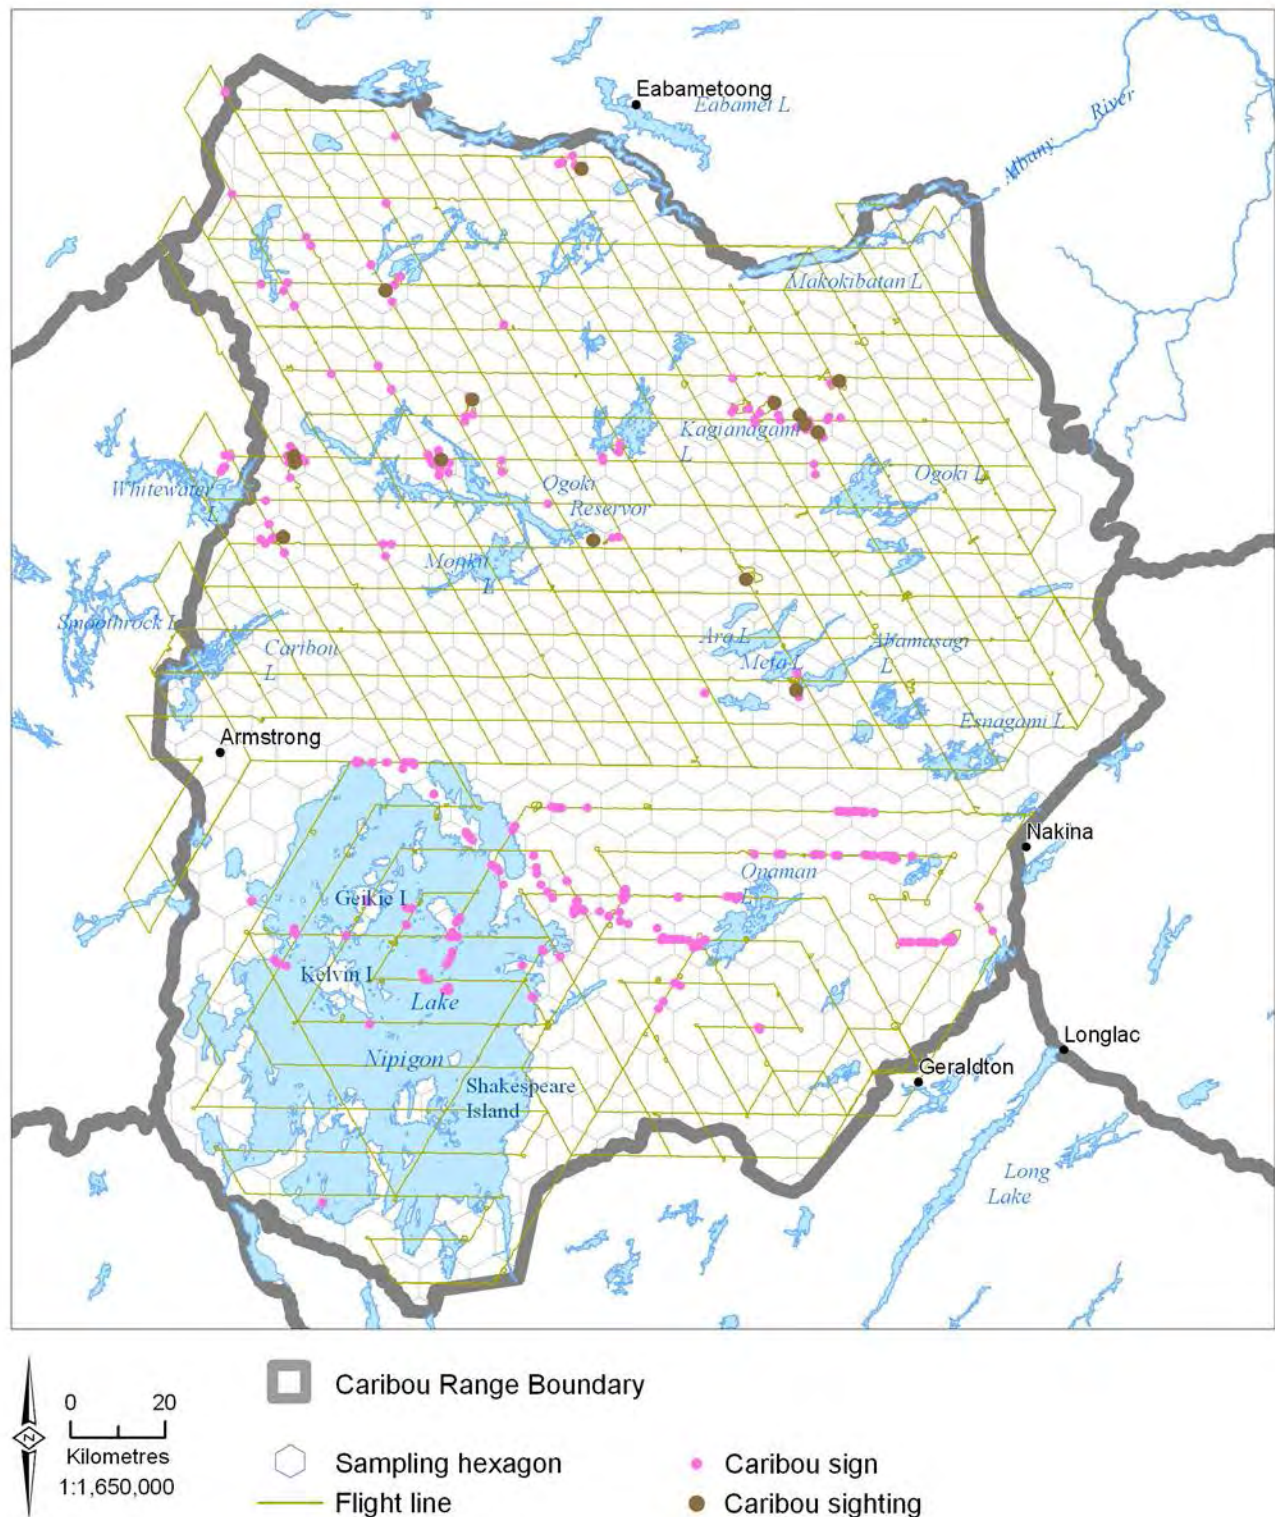 Eabametoong
Eabamet L
Albany River
Makokibatan L
Kagianagami
L
Ogoki L
Ogoki
Reservor
Whitewater
L
Mopkit
L
Smoothrock L
Caribou
L
Ara L
Meta L
Abamasagi
L
Esnagami L
Armstrong
Nakina
Onaman
L
Geikie I
Kelvin I
Lake
Nipigon
Longlac
Geraldton
Shakespeare
Island
Long
Lake
0 20
Kilometres
1:1,650,000
N
Caribou Range Boundary
Sampling hexagon
Flight line
Caribou sign
Caribou sighting